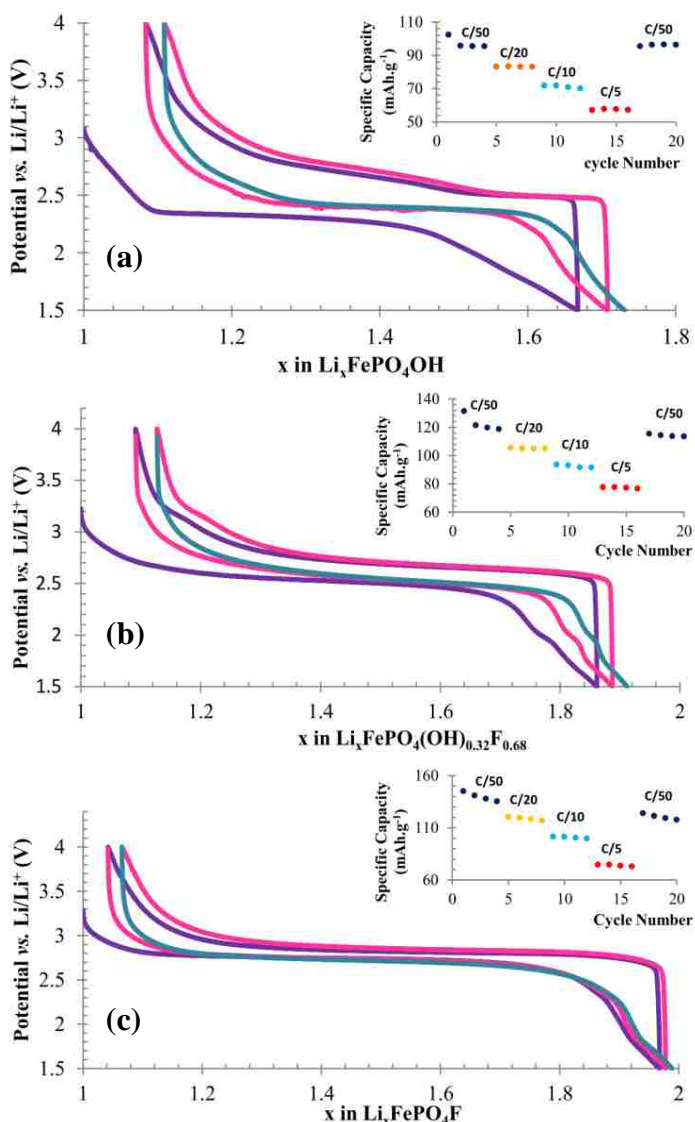 (a)
Potential vs. Li/Li⁺ (V)
4
3.5
3
2.5
2
1.5
1
1.2
1.4
1.6
1.8
x in LiₓFePO₄OH
Specific Capacity
(mAh.g⁻¹)
110
90
70
50
0
5
10
15
20
cycle Number
C/50
C/20
C/10
C/5
C/50
(b)
Potential vs. Li/Li⁺ (V)
4
3.5
3
2.5
2
1.5
1
1.2
1.4
1.6
1.8
2
x in LiₓFePO₄(OH)₀.₃₂F₀.₆₈
Specific Capacity
(mAh.g⁻¹)
140
120
100
80
60
0
5
10
15
20
Cycle Number
C/50
C/20
C/10
C/5
C/50
(c)
Potential vs. Li/Li⁺ (V)
4
3.5
3
2.5
2
1.5
1
1.2
1.4
1.6
1.8
2
x in LiₓFePO₄F
Specific Capacity
(mAh.g⁻¹)
160
110
60
0
5
10
15
20
Cycle Number
C/50
C/20
C/10
C/5
C/50